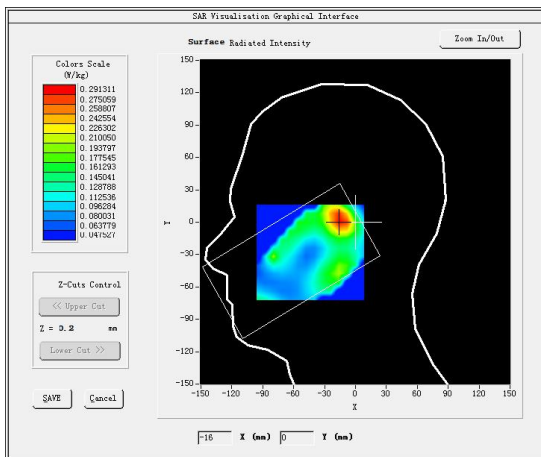 SAR Visualisation Graphical Interface
Surface Radiated Intensity
Zoom In/Out
Colors Scale
(W/kg)
0.291311
0.275059
0.258807
0.242554
0.226302
0.210050
0.193797
0.177545
0.161293
0.145041
0.128788
0.112536
0.096284
0.080031
0.063779
0.047527
Z-Cuts Control
<< Upper Cut
Z = 0.2 mm
Lower Cut >>
SAVE
Cancel
150
120
90
60
30
0
-30
-60
-90
-120
-150
Y
-150 -120 -90 -60 -30 0 30 60 90 120 150
X
-16 X (mm) 0 Y (mm)